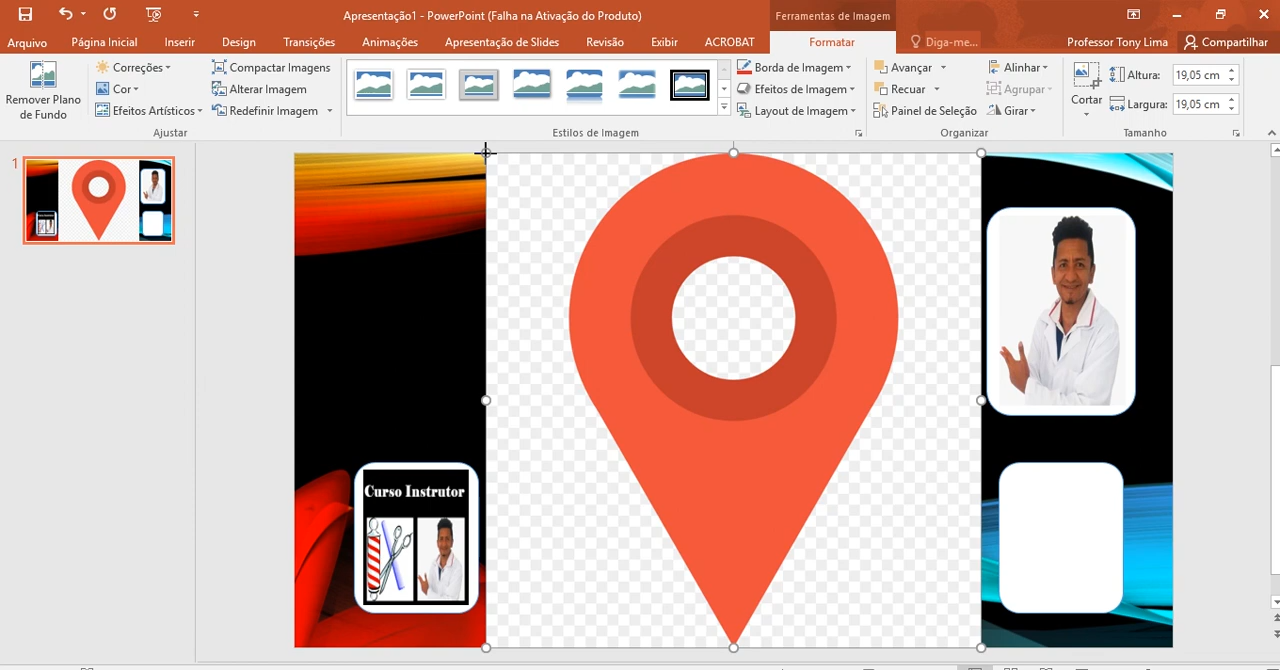 Apresentação1 - PowerPoint (Falha na Ativação do Produto)
Ferramentas de Imagem
Arquivo
Página Inicial
Inserir
Design
Transições
Animações
Apresentação de Slides
Revisão
Exibir
ACROBAT
Formatar
Diga-me...
Professor Tony Lima
Compartilhar
Remover Plano
de Fundo
Correções
Cor
Efeitos Artísticos
Compactar Imagens
Alterar Imagem
Redefinir Imagem
Ajustar
Estilos de Imagem
Borda de Imagem
Efeitos de Imagem
Layout de Imagem
Avançar
Recuar
Painel de Seleção
Alinhar
Agrupar
Girar
Organizar
Cortar
Altura: 19,05 cm
Largura: 19,05 cm
Tamanho
1
Curso Instrutor